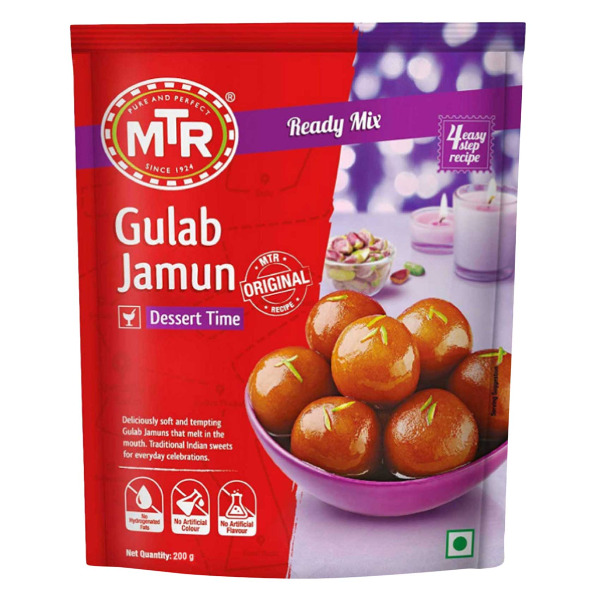 PURE AND PERFECT
MTR
®
SINCE 1924
Ready Mix
4 easy
step
recipe
Gulab
Jamun
MTR
ORIGINAL
RECIPE
Dessert Time
Deliciously soft and tempting
Gulab Jamuns that melt in the
mouth. Traditional Indian sweets
for everyday celebrations.
Serving Suggestion
No
Hydrogenated
Fats
No Artificial
Colour
No Artificial
Flavour
Net Quantity: 200 g